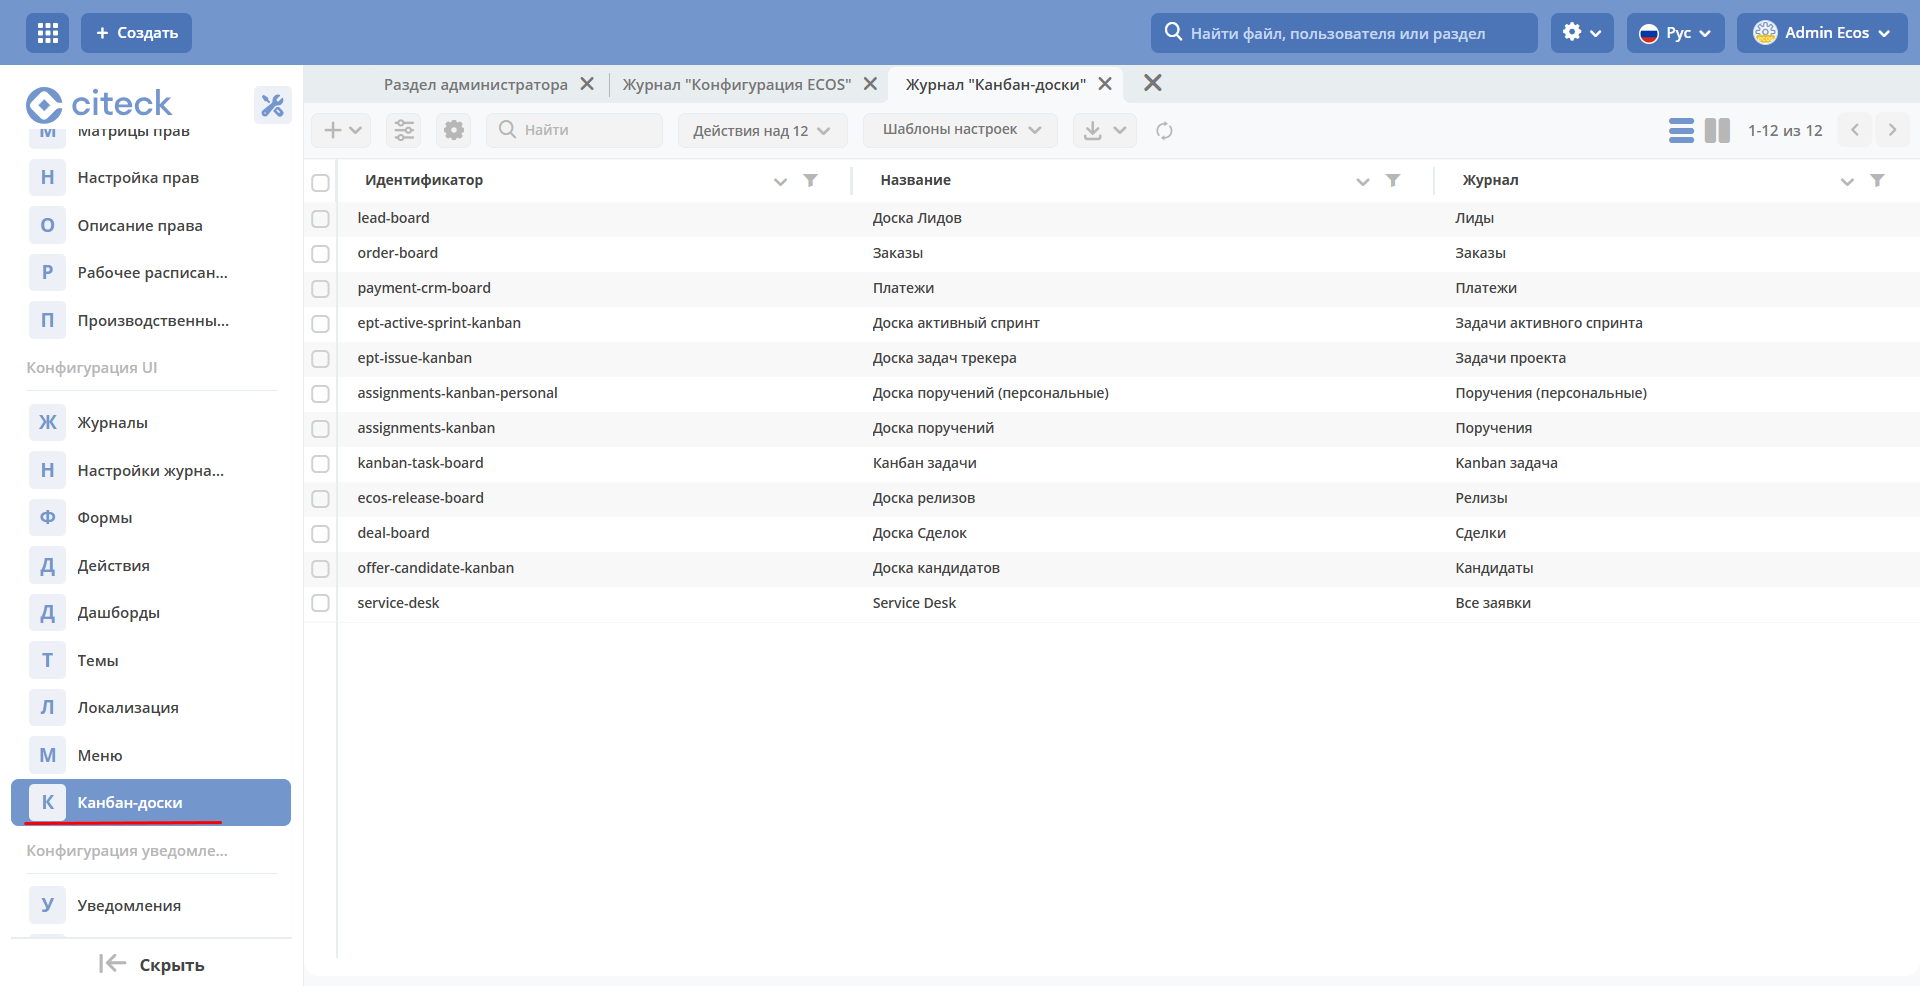 + Создать
Найти файл, пользователя или раздел
Рус
Admin Ecos
citeck
Раздел администратора
Журнал "Конфигурация ECOS"
Журнал "Канбан-доски"
Найти
Действия над 12
Шаблоны настроек
1-12 из 12
М Матрицы прав
Н Настройка прав
О Описание права
Р Рабочее расписан...
П Производственны...
Конфигурация UI
Ж Журналы
Н Настройки журна...
Ф Формы
Д Действия
Д Дашборды
Т Темы
Л Локализация
М Меню
К Канбан-доски
Конфигурация уведомле...
У Уведомления
Скрыть
Идентификатор Название Журнал
lead-board Доска Лидов Лиды
order-board Заказы Заказы
payment-crm-board Платежи Платежи
ept-active-sprint-kanban Доска активный спринт Задачи активного спринта
ept-issue-kanban Доска задач трекера Задачи проекта
assignments-kanban-personal Доска поручений (персональные) Поручения (персональные)
assignments-kanban Доска поручений Поручения
kanban-task-board Канбан задачи Kanban задача
ecos-release-board Доска релизов Релизы
deal-board Доска Сделок Сделки
offer-candidate-kanban Доска кандидатов Кандидаты
service-desk Service Desk Все заявки